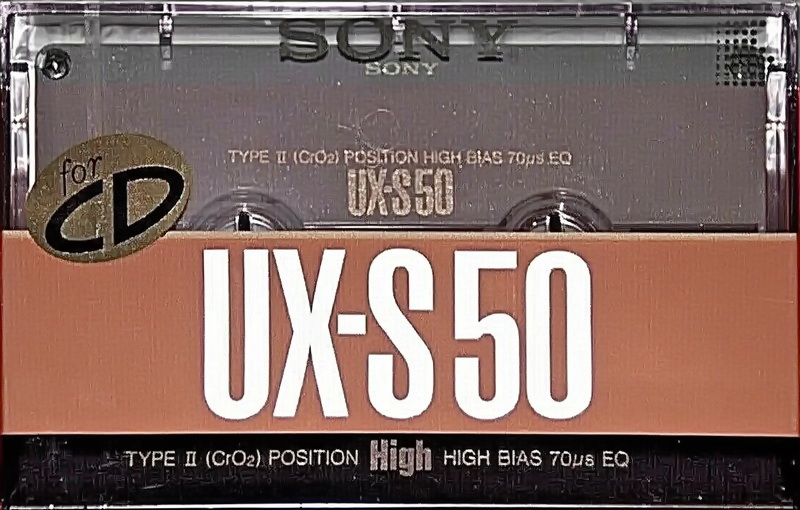 SONY
SONY
TYPE II (CrO2) POSITION HIGH BIAS 70µs EQ
UX-S50
for
CD
UX-S50
TYPE II (CrO2) POSITION High HIGH BIAS 70µs EQ